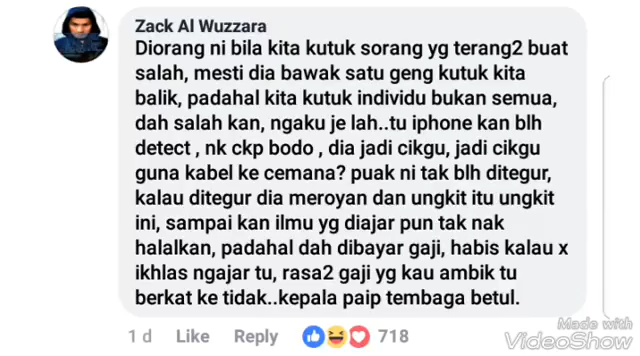 Zack Al Wuzzara
Diorang ni bila kita kutuk sorang yg terang2 buat
salah, mesti dia bawak satu geng kutuk kita
balik, padahal kita kutuk individu bukan semua,
dah salah kan, ngaku je lah..tu iphone kan blh
detect , nk ckp bodo , dia jadi cikgu, jadi cikgu
guna kabel ke cemana? puak ni tak blh ditegur,
kalau ditegur dia meroyan dan ungkit itu ungkit
ini, sampai kan ilmu yg diajar pun tak nak
halalkan, padahal dah dibayar gaji, habis kalau x
ikhlas ngajar tu, rasa2 gaji yg kau ambik tu
berkat ke tidak..kepala paip tembaga betul.
1 d Like Reply 718
Made with
VideoShow